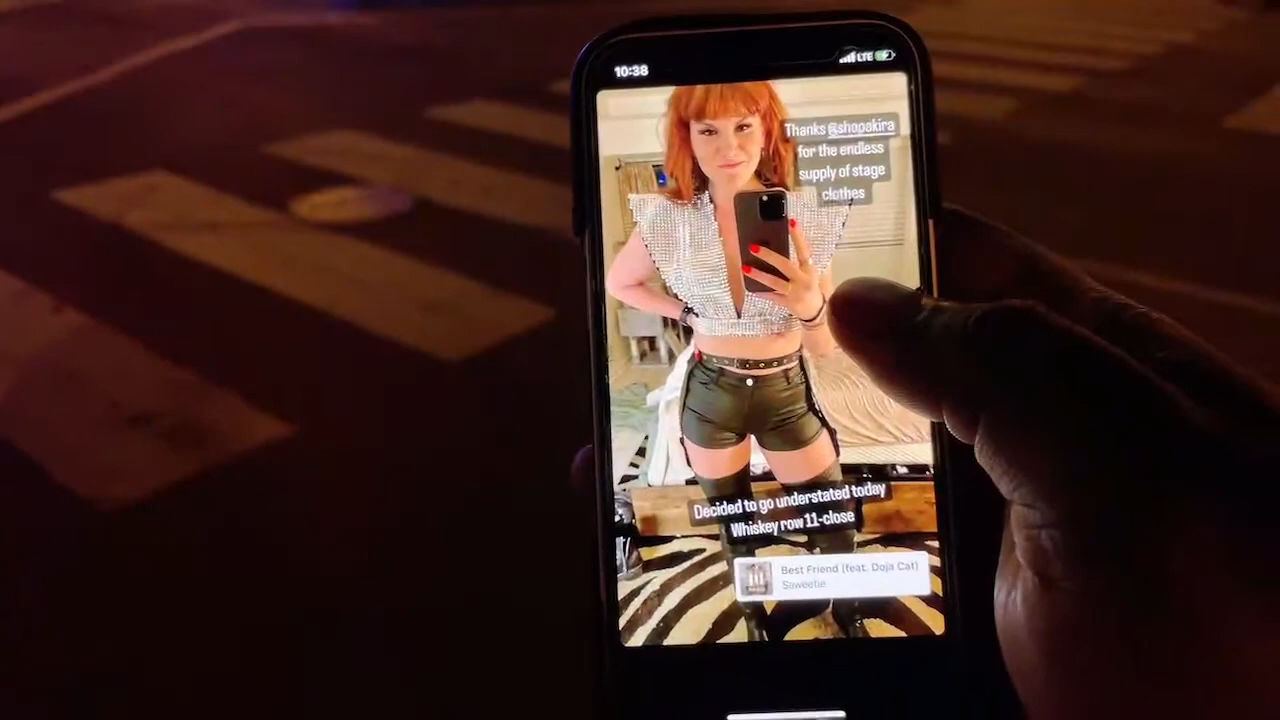 10:38
LTE
Thanks @shopakira
for the endless
supply of stage
clothes
Decided to go understated today
Whiskey row 11-close
Best Friend (feat. Doja Cat)
Saweetie